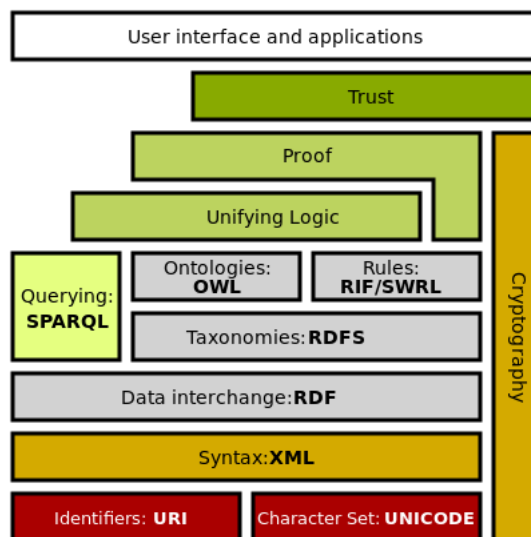 User interface and applications
Trust
Proof
Unifying Logic
Ontologies:
OWL
Rules:
RIF/SWRL
Querying:
SPARQL
Taxonomies: RDFS
Data interchange:RDF
Syntax:XML
Identifiers: URI
Character Set: UNICODE
Cryptography